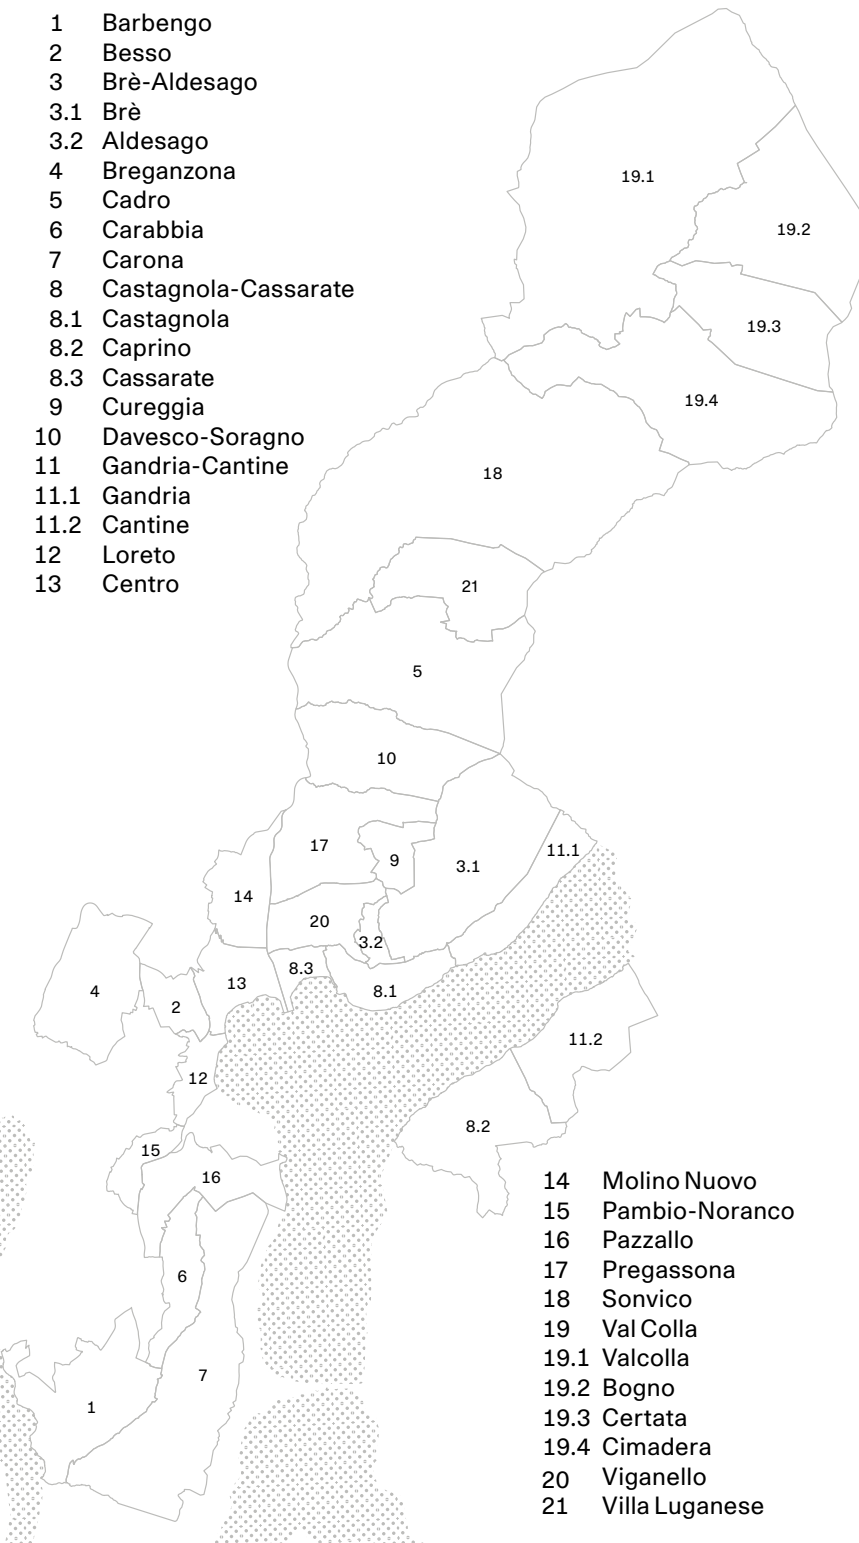 1 Barbengo
2 Besso
3 Brè-Aldesago
3.1 Brè
3.2 Aldesago
4 Breganzona
5 Cadro
6 Carabbia
7 Carona
8 Castagnola-Cassarate
8.1 Castagnola
8.2 Caprino
8.3 Cassarate
9 Cureggia
10 Davesco-Soragno
11 Gandria-Cantine
11.1 Gandria
11.2 Cantine
12 Loreto
13 Centro
19.1
19.2
19.3
19.4
18
21
5
10
17
9
3.1
11.1
14
20
3.2
8.3
13
8.1
4
2
11.2
12
8.2
15
16
6
7
1
14 Molino Nuovo
15 Pambio-Noranco
16 Pazzallo
17 Pregassona
18 Sonvico
19 Val Colla
19.1 Valcolla
19.2 Bogno
19.3 Certata
19.4 Cimadera
20 Viganello
21 Villa Luganese